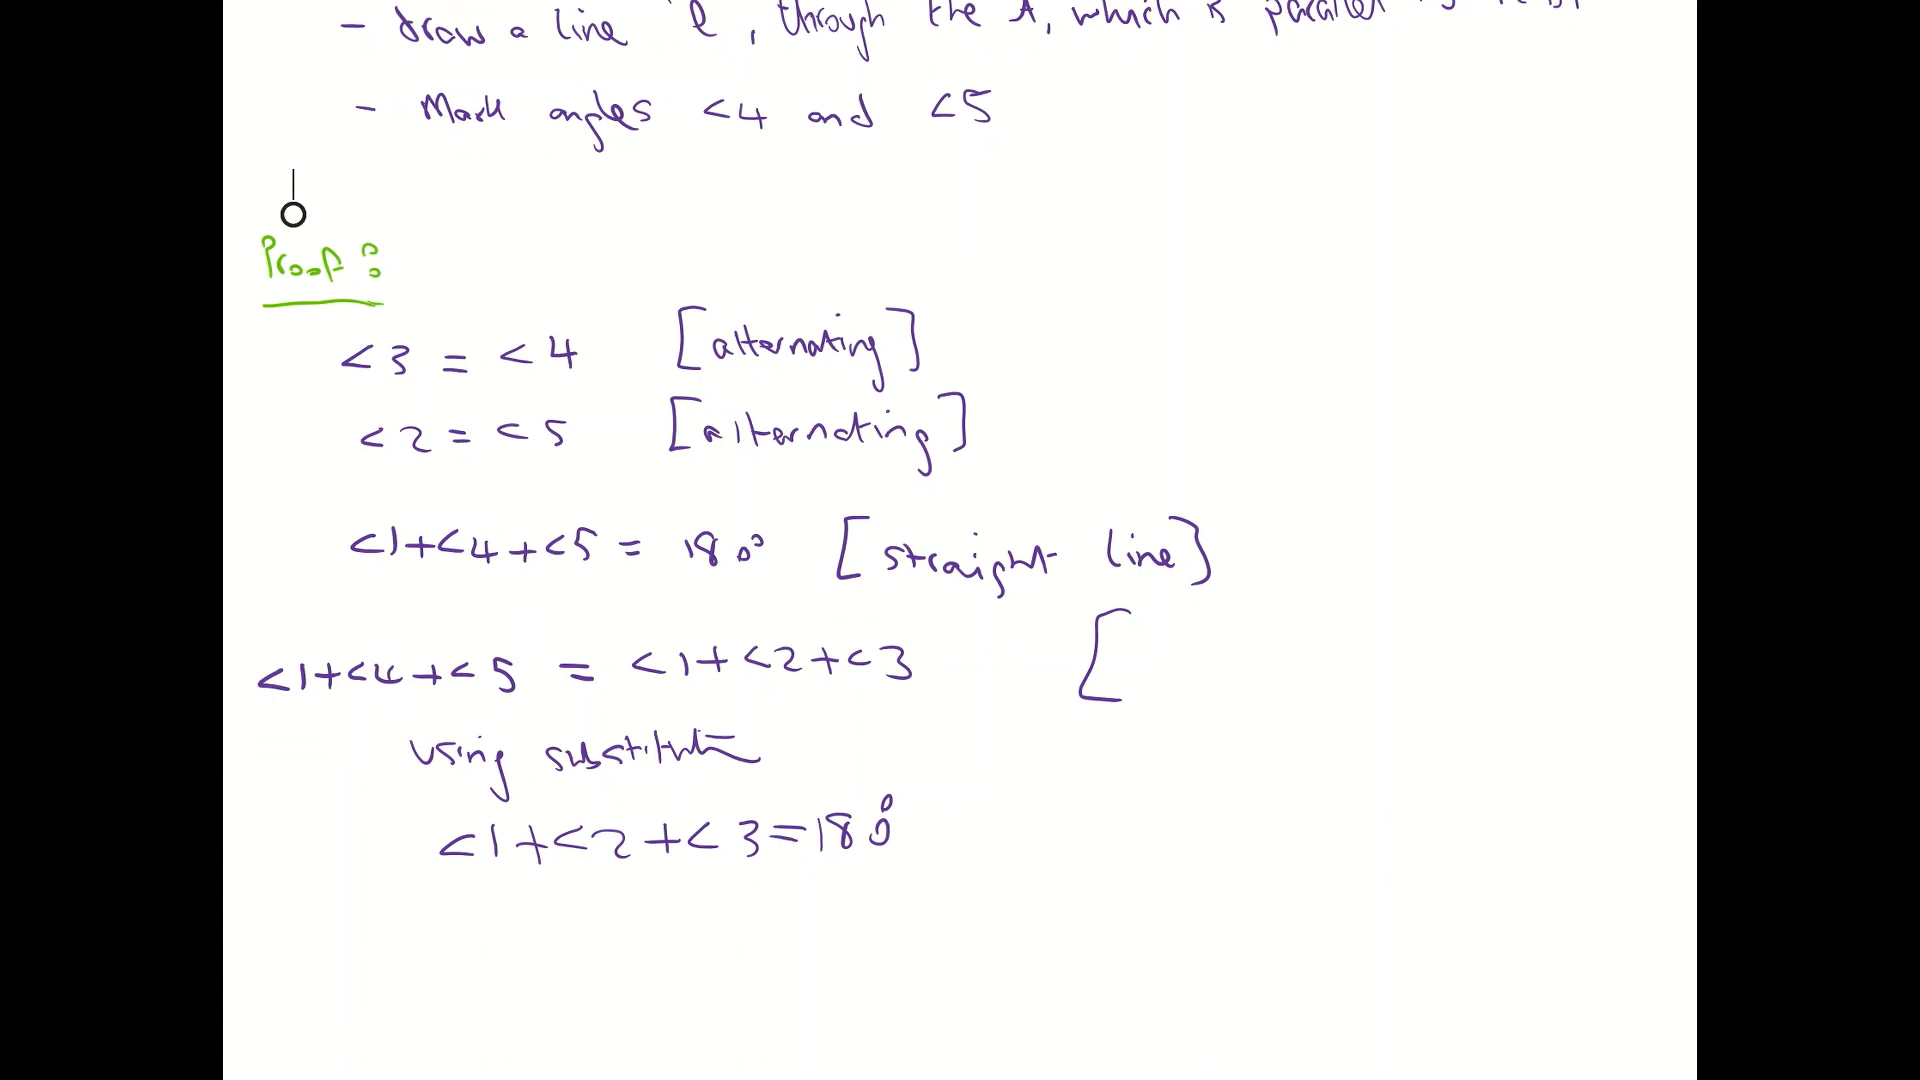 - draw a line l, through the A, which is parallel
- Mark angles <4 and <5
Proof :
<3 = <4 [alternating]
<2 = <5 [alternating]
<1+<4+<5 = 180° [straight line]
<1+<4+<5 = <1+<2+<3 [
using substitution
<1+<2+<3=180°